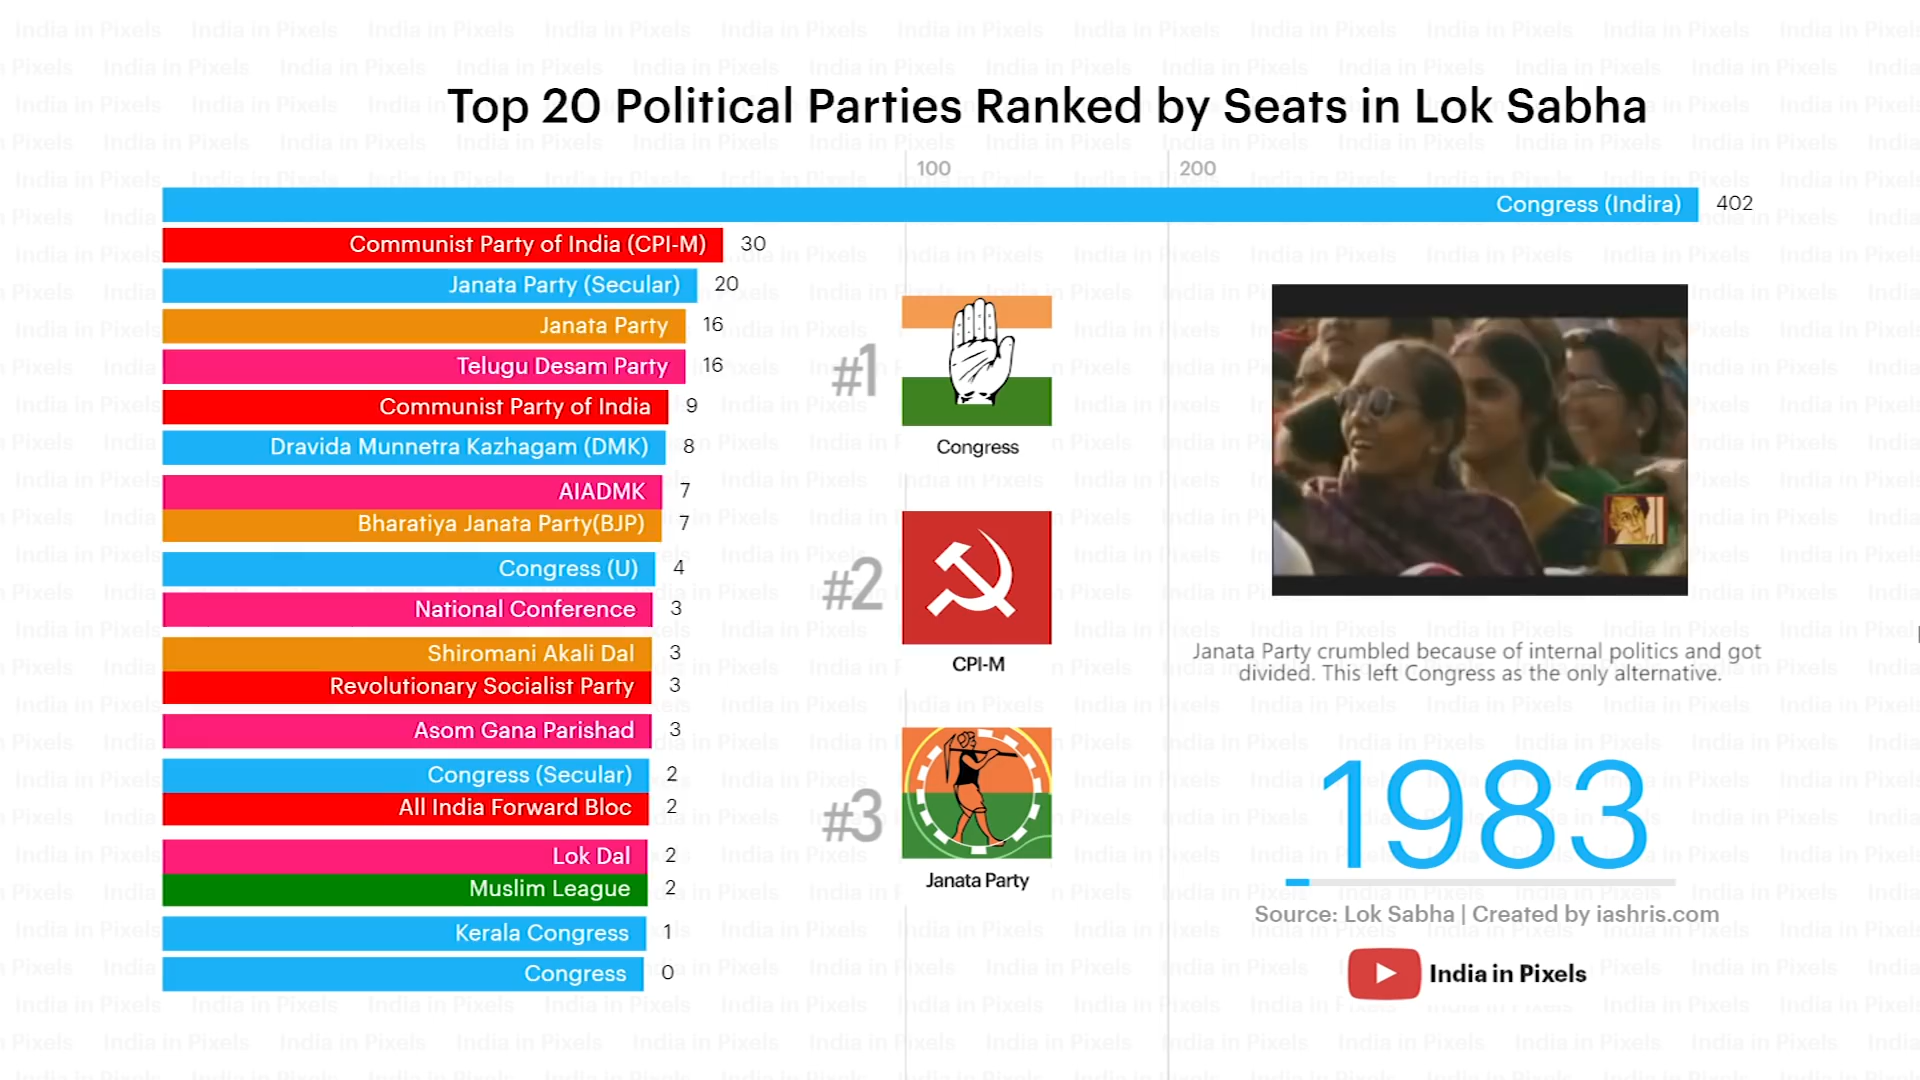 Top 20 Political Parties Ranked by Seats in Lok Sabha
100
200
Congress (Indira) 402
Communist Party of India (CPI-M) 30
Janata Party (Secular) 20
Janata Party 16
Telugu Desam Party 16
Communist Party of India 9
Dravida Munnetra Kazhagam (DMK) 8
AIADMK 7
Bharatiya Janata Party(BJP) 7
Congress (U) 4
National Conference 3
Shiromani Akali Dal 3
Revolutionary Socialist Party 3
Asom Gana Parishad 3
Congress (Secular) 2
All India Forward Bloc 2
Lok Dal 2
Muslim League 2
Kerala Congress 1
Congress 0
#1
Congress
#2
CPI-M
#3
Janata Party
Janata Party crumbled because of internal politics and got
divided. This left Congress as the only alternative.
1983
Source: Lok Sabha | Created by iashris.com
India in Pixels